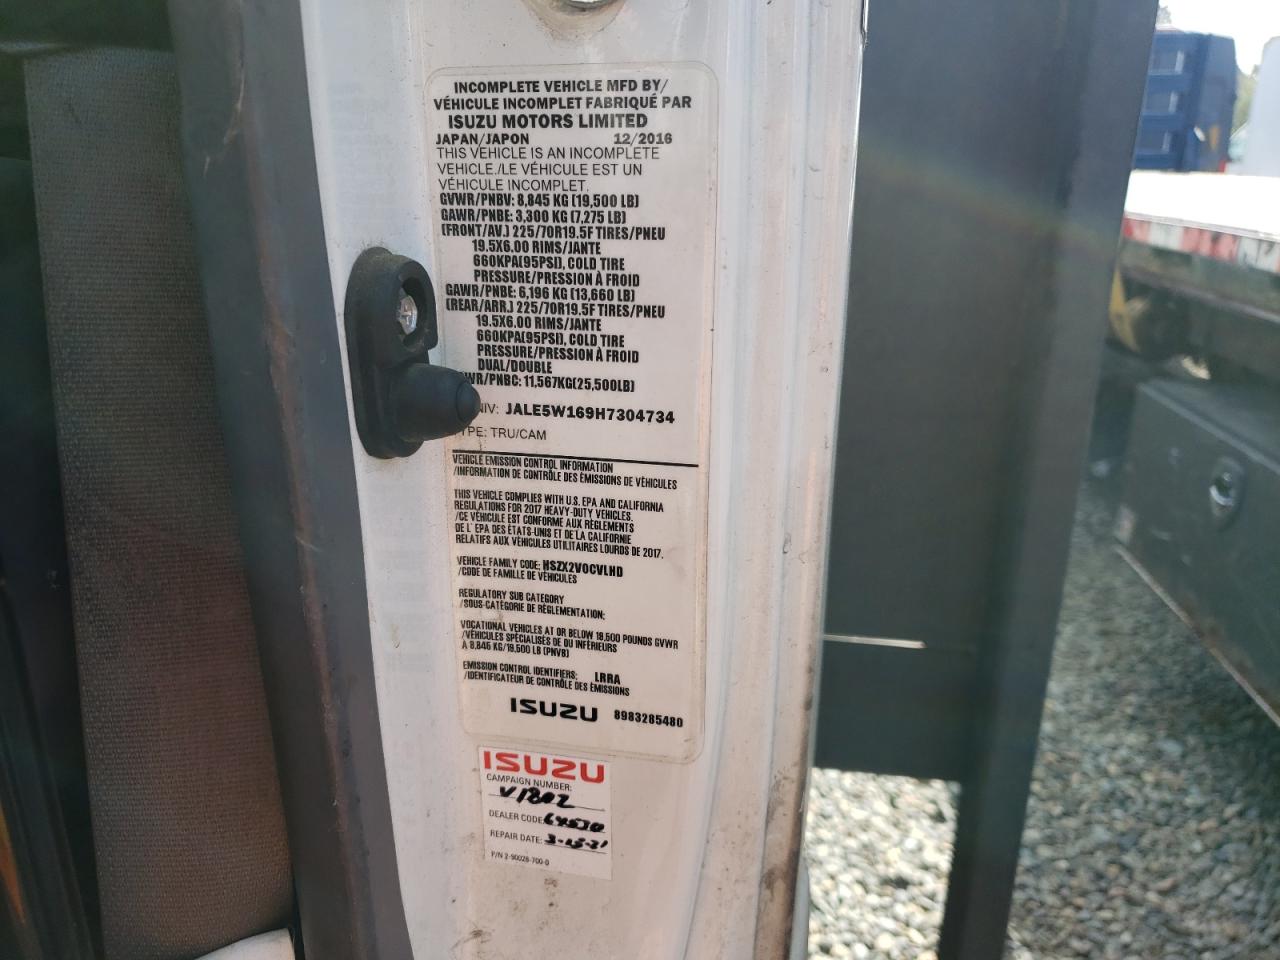 INCOMPLETE VEHICLE MFD BY/
VÉHICULE INCOMPLET FABRIQUÉ PAR
ISUZU MOTORS LIMITED
JAPAN/JAPON 12/2016
THIS VEHICLE IS AN INCOMPLETE
VEHICLE./LE VÉHICULE EST UN
VÉHICULE INCOMPLET.
GVWR/PNBV: 8,845 KG (19,500 LB)
GAWR/PNBE: 3,300 KG (7,275 LB)
(FRONT/AV.) 225/70R19.5F TIRES/PNEU
19.5X6.00 RIMS/JANTE
660KPA(95PSI), COLD TIRE
PRESSURE/PRESSION À FROID
GAWR/PNBE: 6,196 KG (13,660 LB)
(REAR/ARR.) 225/70R19.5F TIRES/PNEU
19.5X6.00 RIMS/JANTE
660KPA(95PSI), COLD TIRE
PRESSURE/PRESSION À FROID
DUAL/DOUBLE
WR/PNBC: 11,567KG(25,500LB)
NIV: JALE5W169H7304734
YPE: TRU/CAM
VEHICLE EMISSION CONTROL INFORMATION
/INFORMATION DE CONTRÔLE DES ÉMISSIONS DE VÉHICULES
THIS VEHICLE COMPLIES WITH U.S. EPA AND CALIFORNIA
REGULATIONS FOR 2017 HEAVY-DUTY VEHICLES.
/CE VÉHICULE EST CONFORME AUX RÈGLEMENTS
DE L' EPA DES ÉTATS-UNIS ET DE LA CALIFORNIE
RELATIFS AUX VÉHICULES UTILITAIRES LOURDS DE 2017.
VEHICLE FAMILY CODE: HSZX2VOCVLHD
/CODE DE FAMILLE DE VÉHICULES
REGULATORY SUB CATEGORY
/SOUS-CATÉGORIE DE RÉGLEMENTATION:
VOCATIONAL VEHICLES AT OR BELOW 19,500 POUNDS GVWR
/VÉHICULES SPÉCIALISÉS DE OU INFÉRIEURS
À 8,845 KG/19,500 LB (PNVB)
EMISSION CONTROL IDENTIFIERS: LRRA
/IDENTIFICATEUR DE CONTRÔLE DES ÉMISSIONS
ISUZU 8983285480
ISUZU
CAMPAIGN NUMBER:
V1802
DEALER CODE:
REPAIR DATE: 3-15-21
P/N 2-90028-700-0